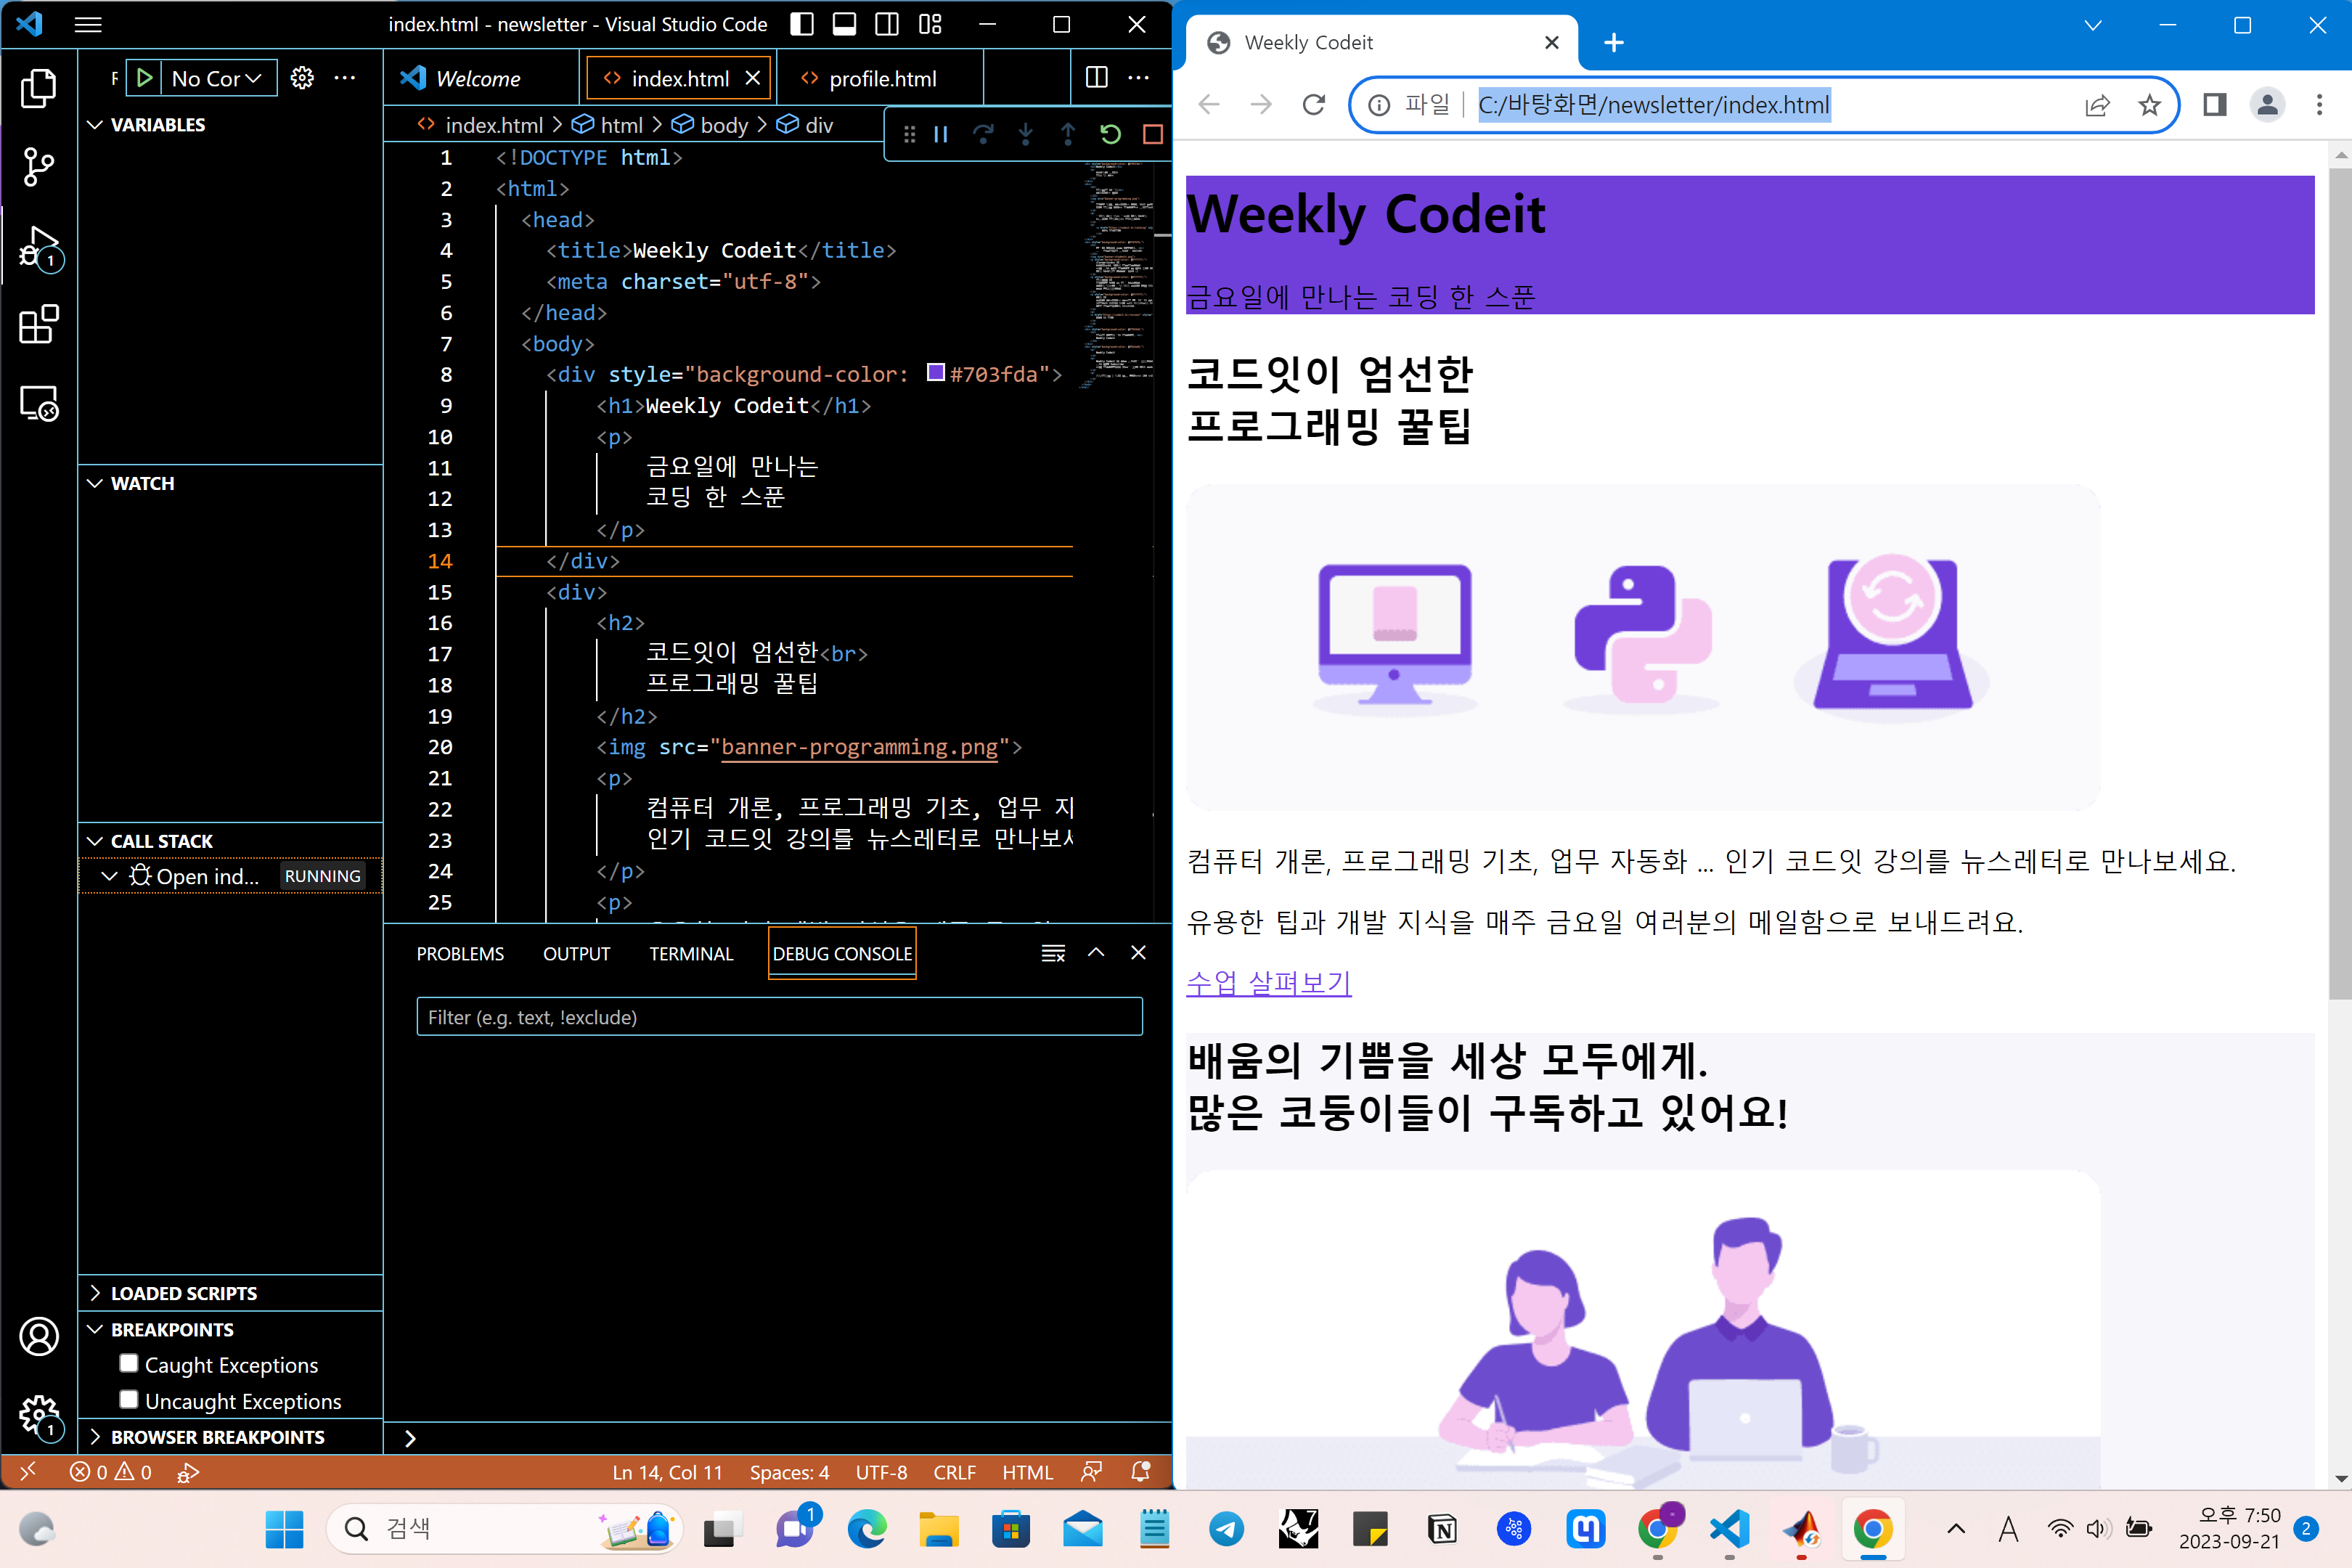 index.html - newsletter - Visual Studio Code
No Cor
VARIABLES
WATCH
CALL STACK
Open ind...
RUNNING
LOADED SCRIPTS
BREAKPOINTS
Caught Exceptions
Uncaught Exceptions
BROWSER BREAKPOINTS
1
1
Welcome
index.html
profile.html
index.html > html > body > div
1 <!DOCTYPE html>
2 <html>
3 <head>
4 <title>Weekly Codeit</title>
5 <meta charset="utf-8">
6 </head>
7 <body>
8 <div style="background-color: #703fda">
9 <h1>Weekly Codeit</h1>
10 <p>
11 금요일에 만나는
12 코딩 한 스푼
13 </p>
14 </div>
15 <div>
16 <h2>
17 코드잇이 엄선한<br>
18 프로그래밍 꿀팁
19 </h2>
20 <img src="banner-programming.png">
21 <p>
22 컴퓨터 개론, 프로그래밍 기초, 업무 자
23 인기 코드잇 강의를 뉴스레터로 만나보
24 </p>
25 <p>
PROBLEMS
OUTPUT
TERMINAL
DEBUG CONSOLE
Filter (e.g. text, !exclude)
0
0
Ln 14, Col 11
Spaces: 4
UTF-8
CRLF
HTML
Weekly Codeit
파일
C:/바탕화면/newsletter/index.html
Weekly Codeit
금요일에 만나는 코딩 한 스푼
코드잇이 엄선한
프로그래밍 꿀팁
컴퓨터 개론, 프로그래밍 기초, 업무 자동화 ... 인기 코드잇 강의를 뉴스레터로 만나보세요.
유용한 팁과 개발 지식을 매주 금요일 여러분의 메일함으로 보내드려요.
수업 살펴보기
배움의 기쁨을 세상 모두에게.
많은 코둥이들이 구독하고 있어요!
검색
1
7
A
오후 7:50
2023-09-21
2